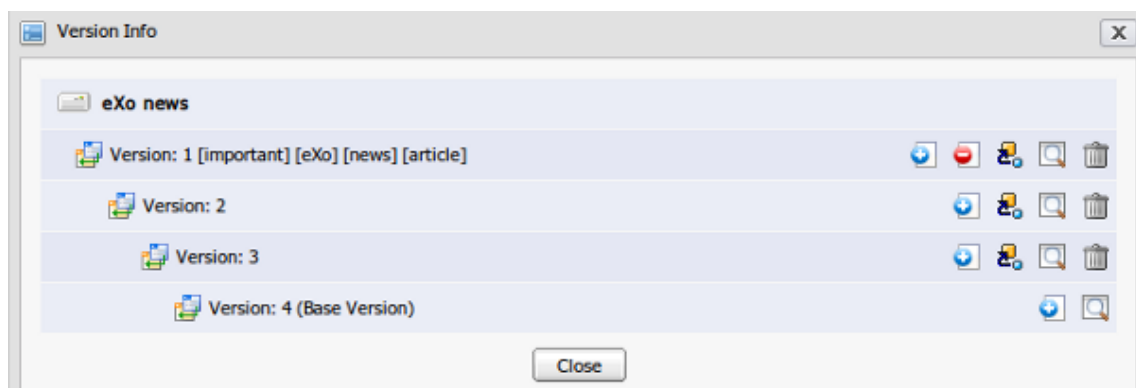 Version Info
X
eXo news
Version: 1 [important] [eXo] [news] [article]
Version: 2
Version: 3
Version: 4 (Base Version)
Close